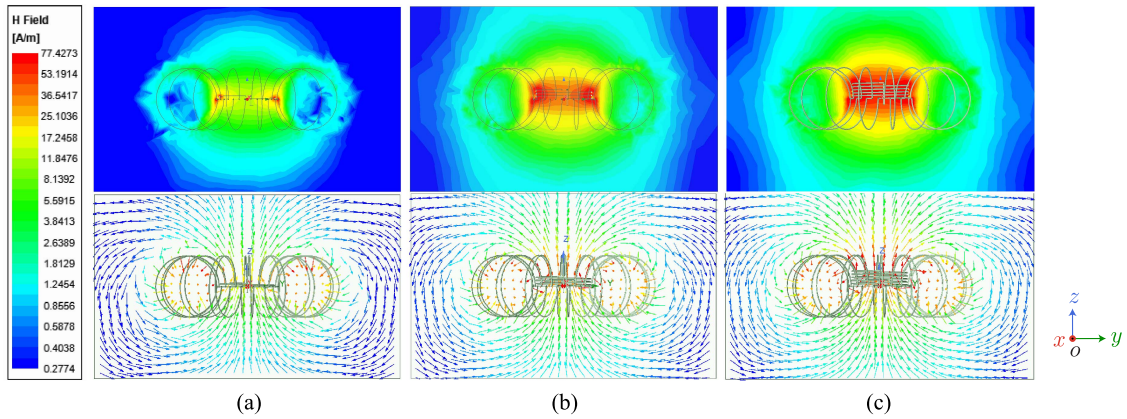 H Field
[A/m]
77.4273
53.1914
36.5417
25.1036
17.2458
11.8476
8.1392
5.5915
3.8413
2.6389
1.8129
1.2454
0.8556
0.5878
0.4038
0.2774
z
z
z
z
x
o
y
(a)
(b)
(c)